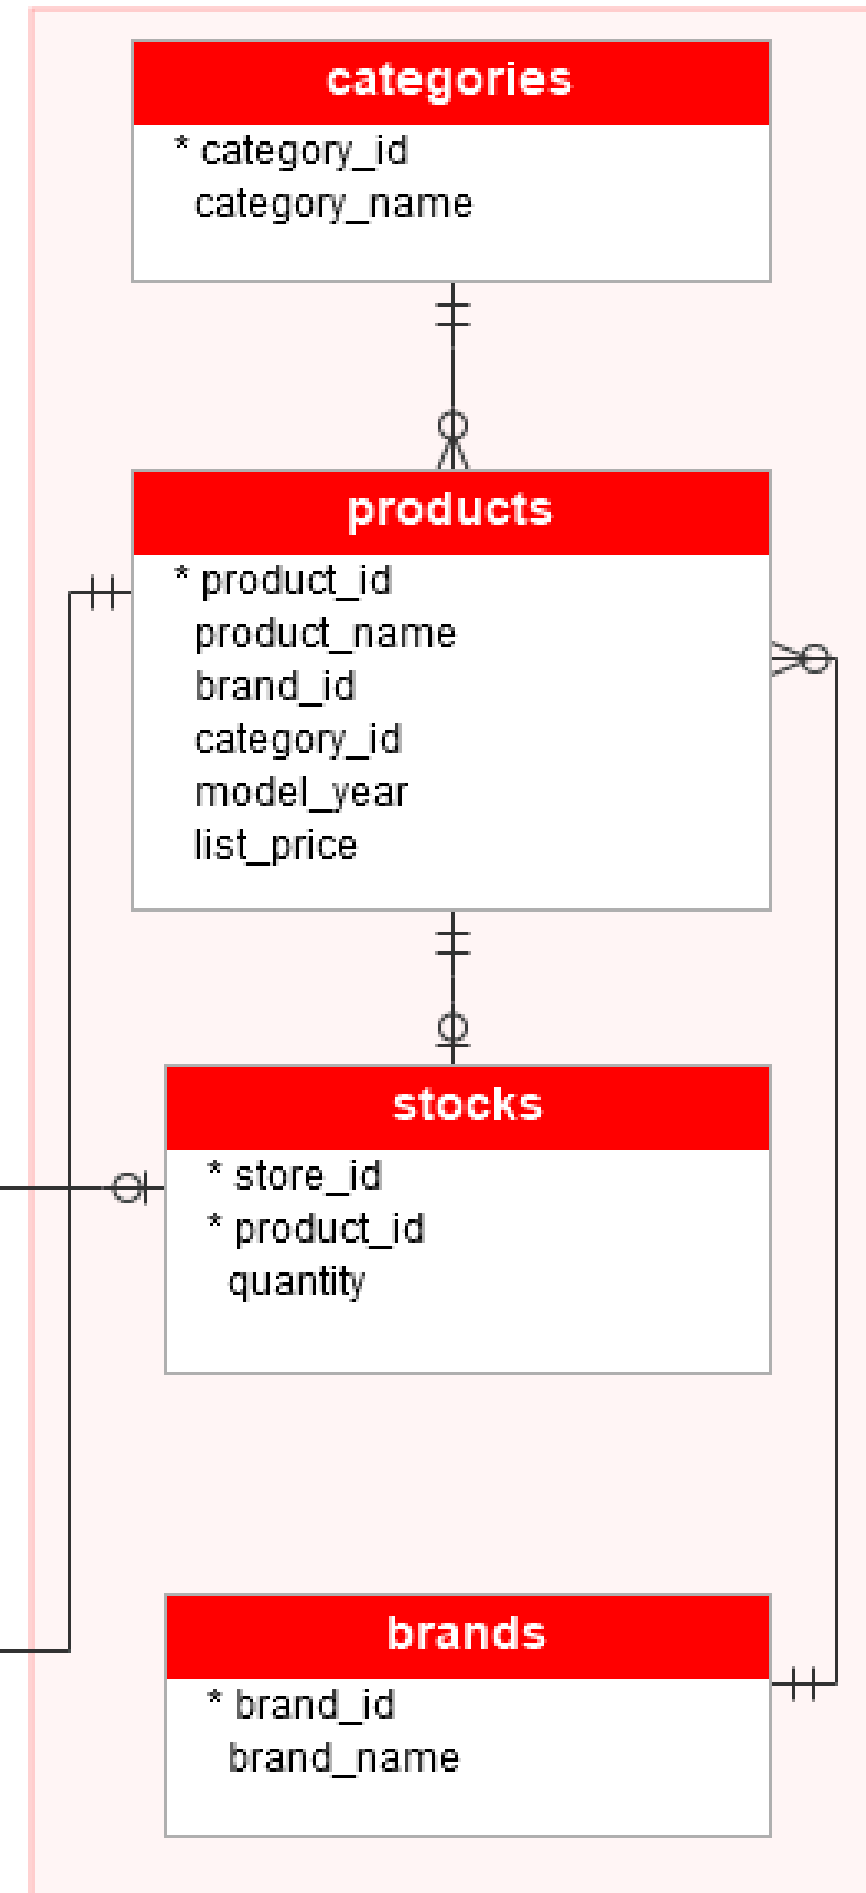 categories
* category_id
category_name
products
* product_id
product_name
brand_id
category_id
model_year
list_price
stocks
* store_id
* product_id
quantity
brands
* brand_id
brand_name